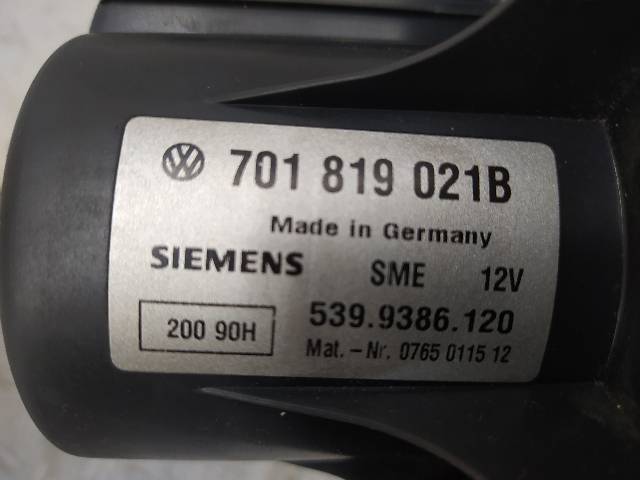 701 819 021B
Made in Germany
SIEMENS SME 12V
200 90H 539.9386.120
Mat.-Nr. 0765 0115 12